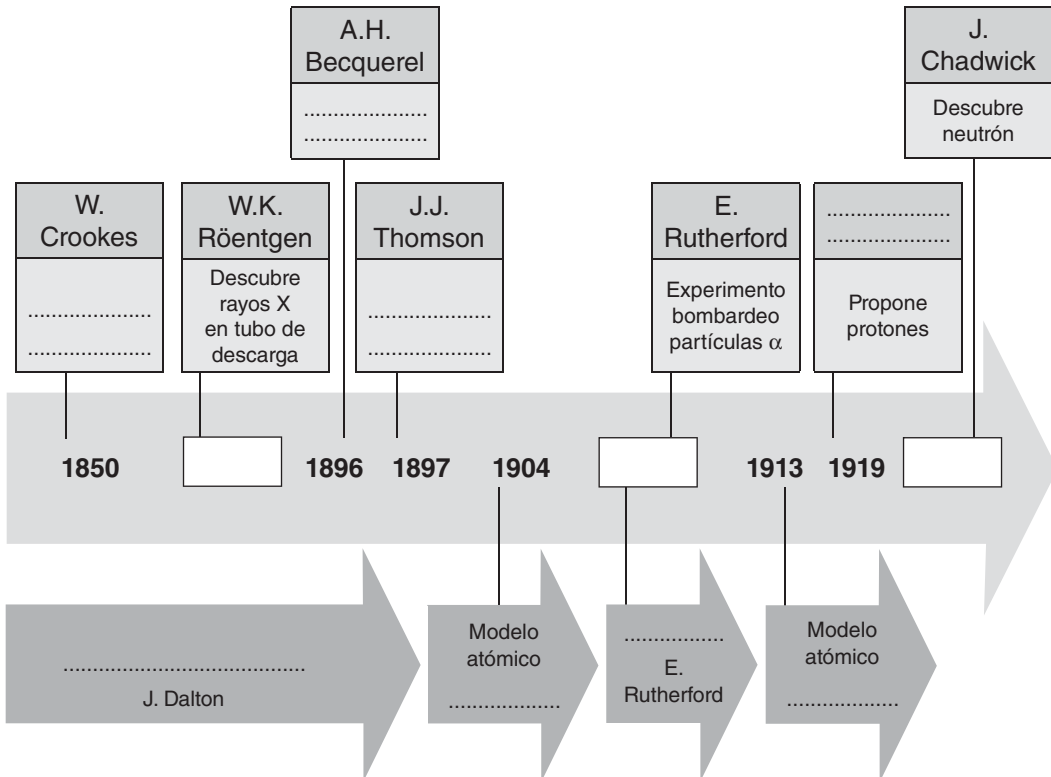 A.H.
Becquerel
......................
......................
J.
Chadwick
Descubre
neutrón
W.
Crookes
......................
......................
W.K.
Röentgen
Descubre
rayos X
en tubo de
descarga
J.J.
Thomson
......................
......................
E.
Rutherford
Experimento
bombardeo
partículas α
......................
......................
Propone
protones
1850
1896
1897
1904
1913
1919
...........................................
J. Dalton
Modelo
atómico
....................
..................
E.
Rutherford
Modelo
atómico
....................